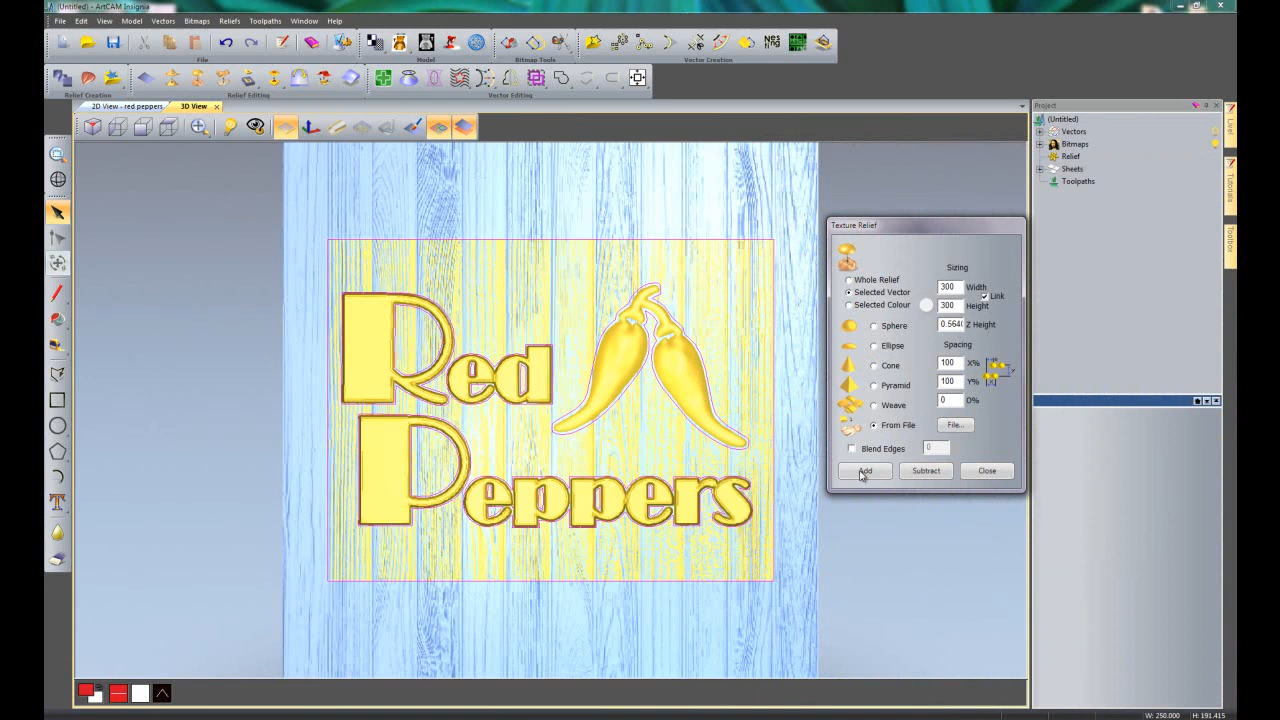 (Untitled) - ArtCAM Insignia
File Edit View Model Vectors Bitmaps Reliefs Toolpaths Window Help
File Model Bitmap Tools Vector Creation
Relief Creation Relief Editing Vector Editing
2D View - red peppers 3D View
Project
(Untitled)
Vectors
Bitmaps
Relief
Sheets
Toolpaths
Tutorials
Toolbox
Red
Peppers
Texture Relief
Sizing
Whole Relief
300 Width
Selected Vector
Link
Selected Colour
300 Height
0.564 Z Height
Sphere
Spacing
Ellipse
100 X%
Cone
100 Y%
Pyramid
0 O%
Weave
From File File...
Blend Edges 0
Add Subtract Close
W: 250.000 H: 191.415